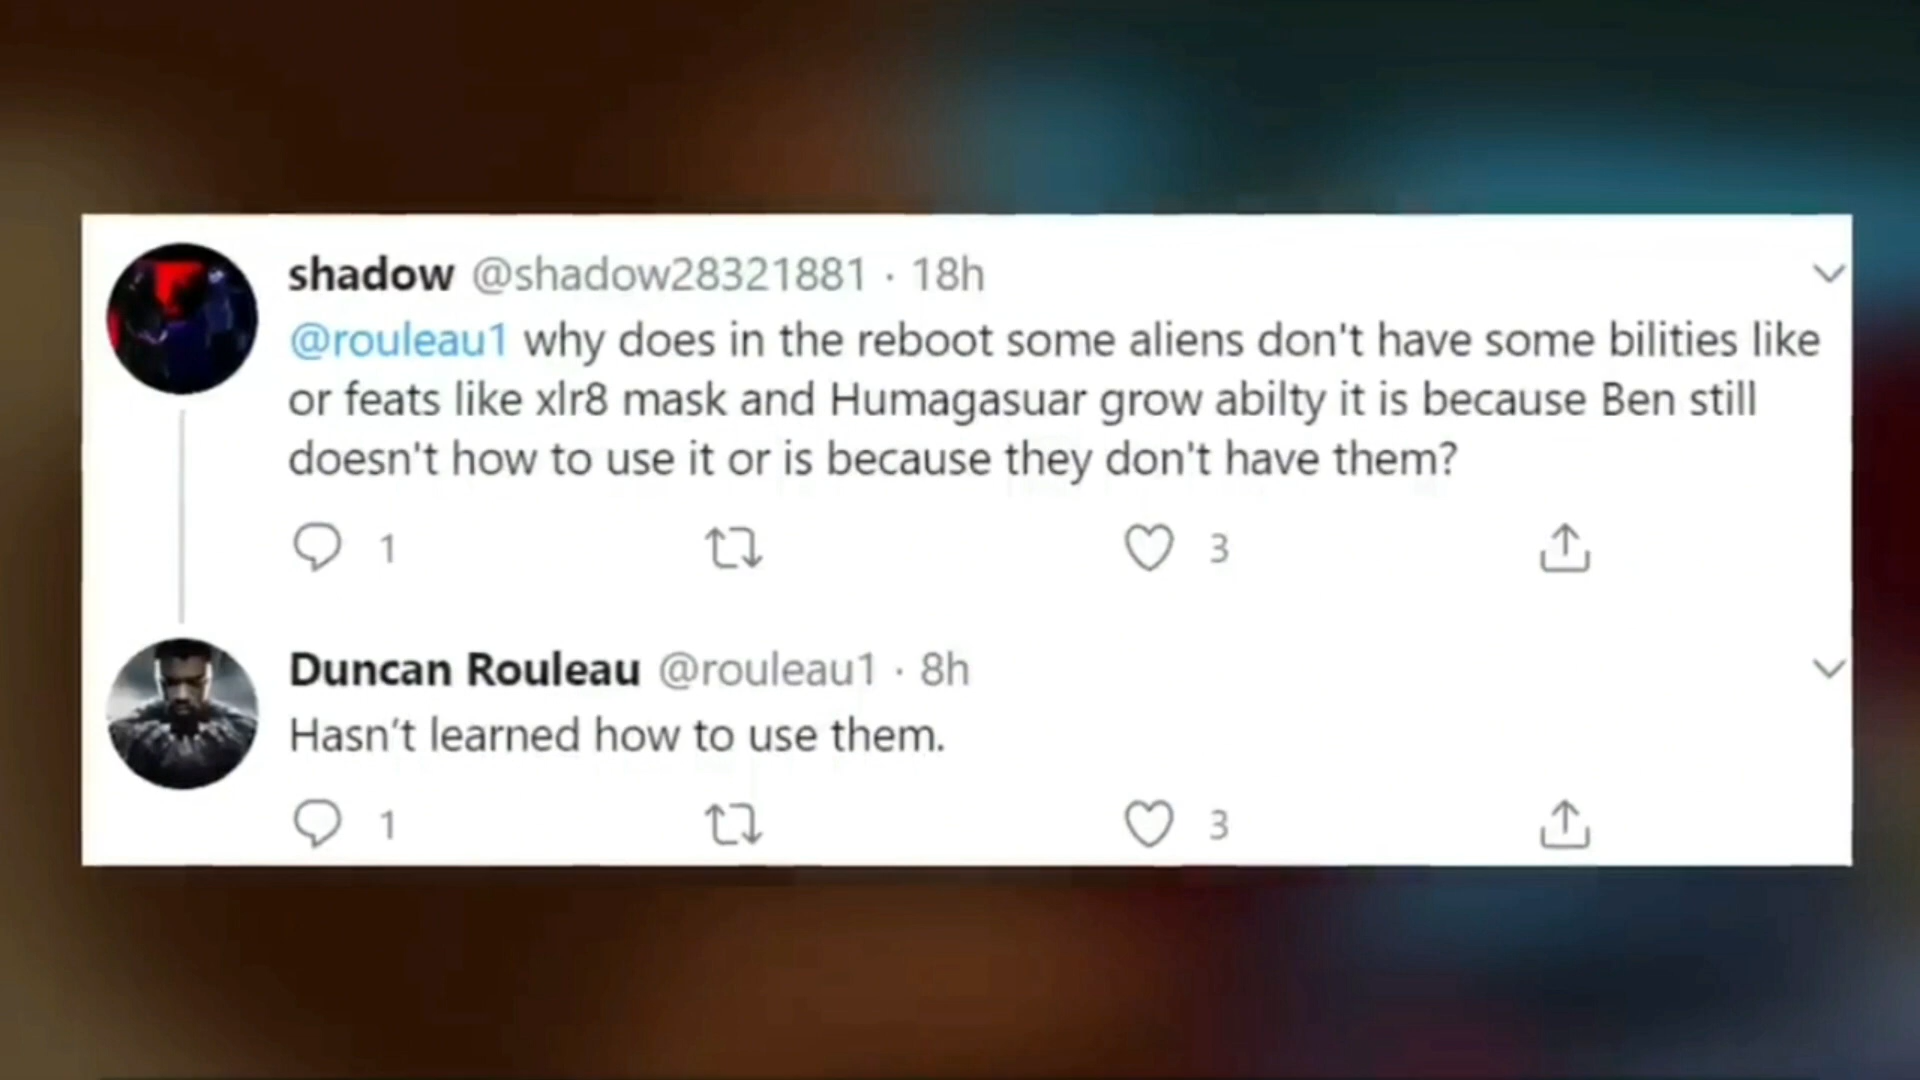 shadow @shadow28321881 · 18h
@rouleau1 why does in the reboot some aliens don't have some bilities like
or feats like xlr8 mask and Humagasuar grow abilty it is because Ben still
doesn't how to use it or is because they don't have them?
1 3
Duncan Rouleau @rouleau1 · 8h
Hasn’t learned how to use them.
1 3